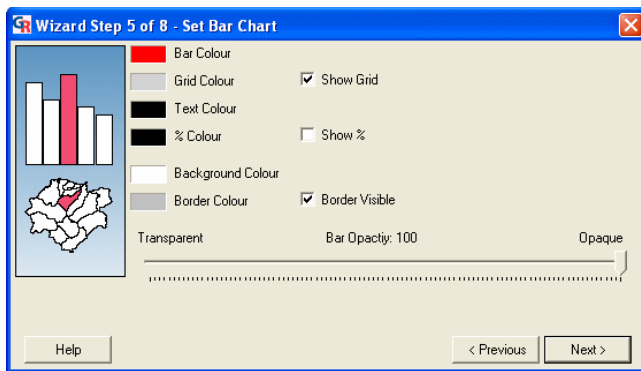 GR Wizard Step 5 of 8 - Set Bar Chart
Bar Colour
Grid Colour Show Grid
Text Colour
% Colour Show %
Background Colour
Border Colour Border Visible
Transparent Bar Opactiy: 100 Opaque
Help < Previous Next >